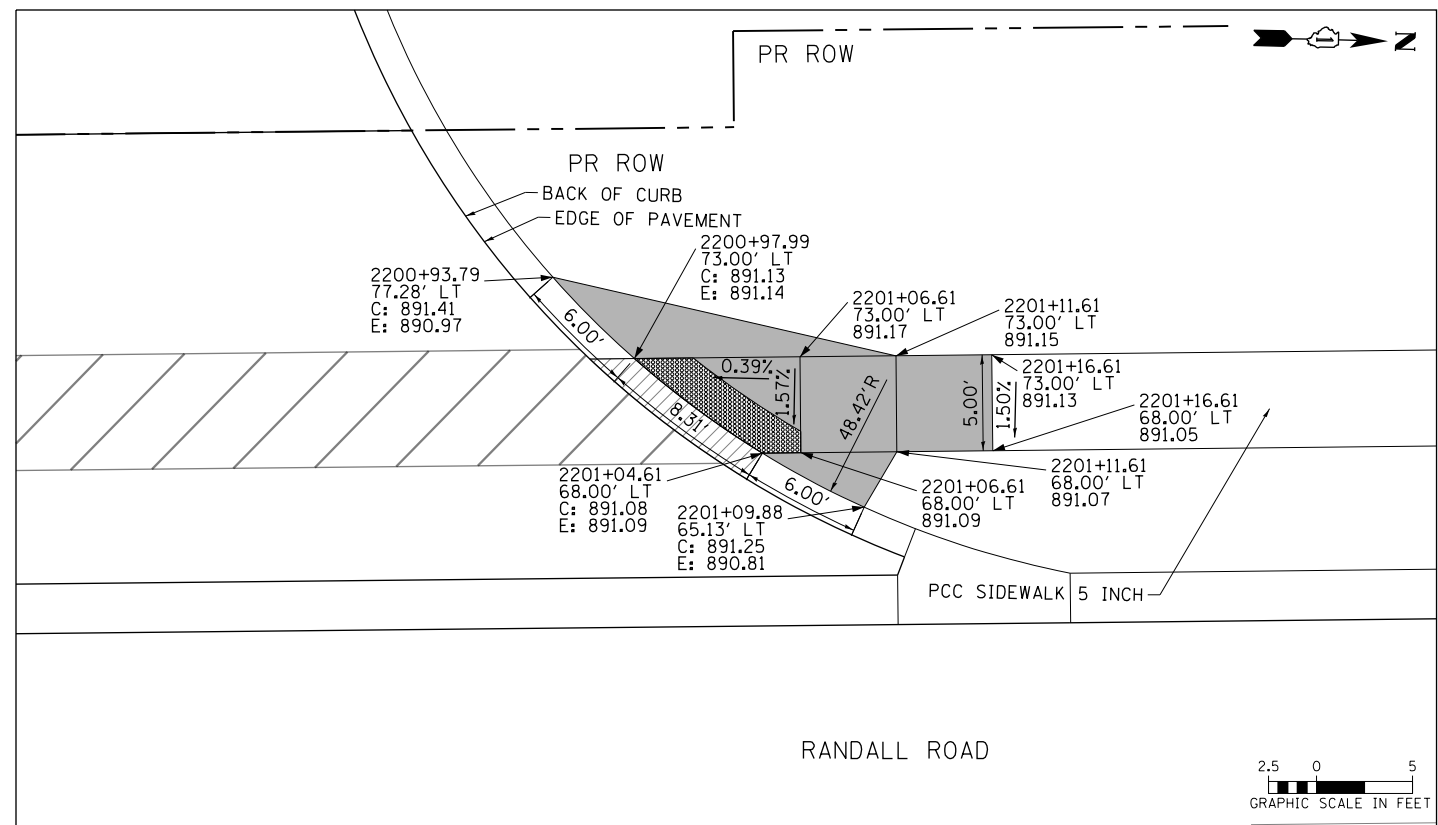 PR ROW
N
PR ROW
BACK OF CURB
EDGE OF PAVEMENT
2200+97.99
73.00' LT
C: 891.13
E: 891.14
2200+93.79
77.28' LT
C: 891.41
E: 890.97
2201+06.61
73.00' LT
891.17
2201+11.61
73.00' LT
891.15
6.00'
0.39%
1.57%
48.42'R
5.00'
1.50%
2201+16.61
73.00' LT
891.13
8.31'
2201+16.61
68.00' LT
891.05
2201+04.61
68.00' LT
C: 891.08
E: 891.09
6.00'
2201+06.61
68.00' LT
891.09
2201+11.61
68.00' LT
891.07
2201+09.88
65.13' LT
C: 891.25
E: 890.81
PCC SIDEWALK 5 INCH
RANDALL ROAD
2.5 0 5
GRAPHIC SCALE IN FEET